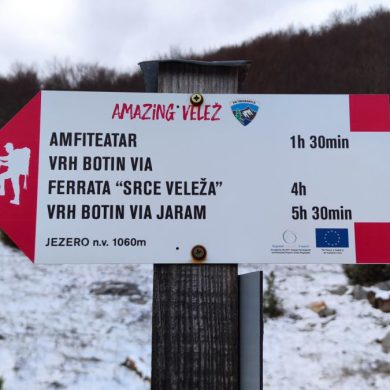 AMAZING VELEŽ
AMFITEATAR 1h 30min
VRH BOTIN VIA
FERRATA “SRCE VELEŽA” 4h
VRH BOTIN VIA JARAM 5h 30min
JEZERO n.v. 1060m